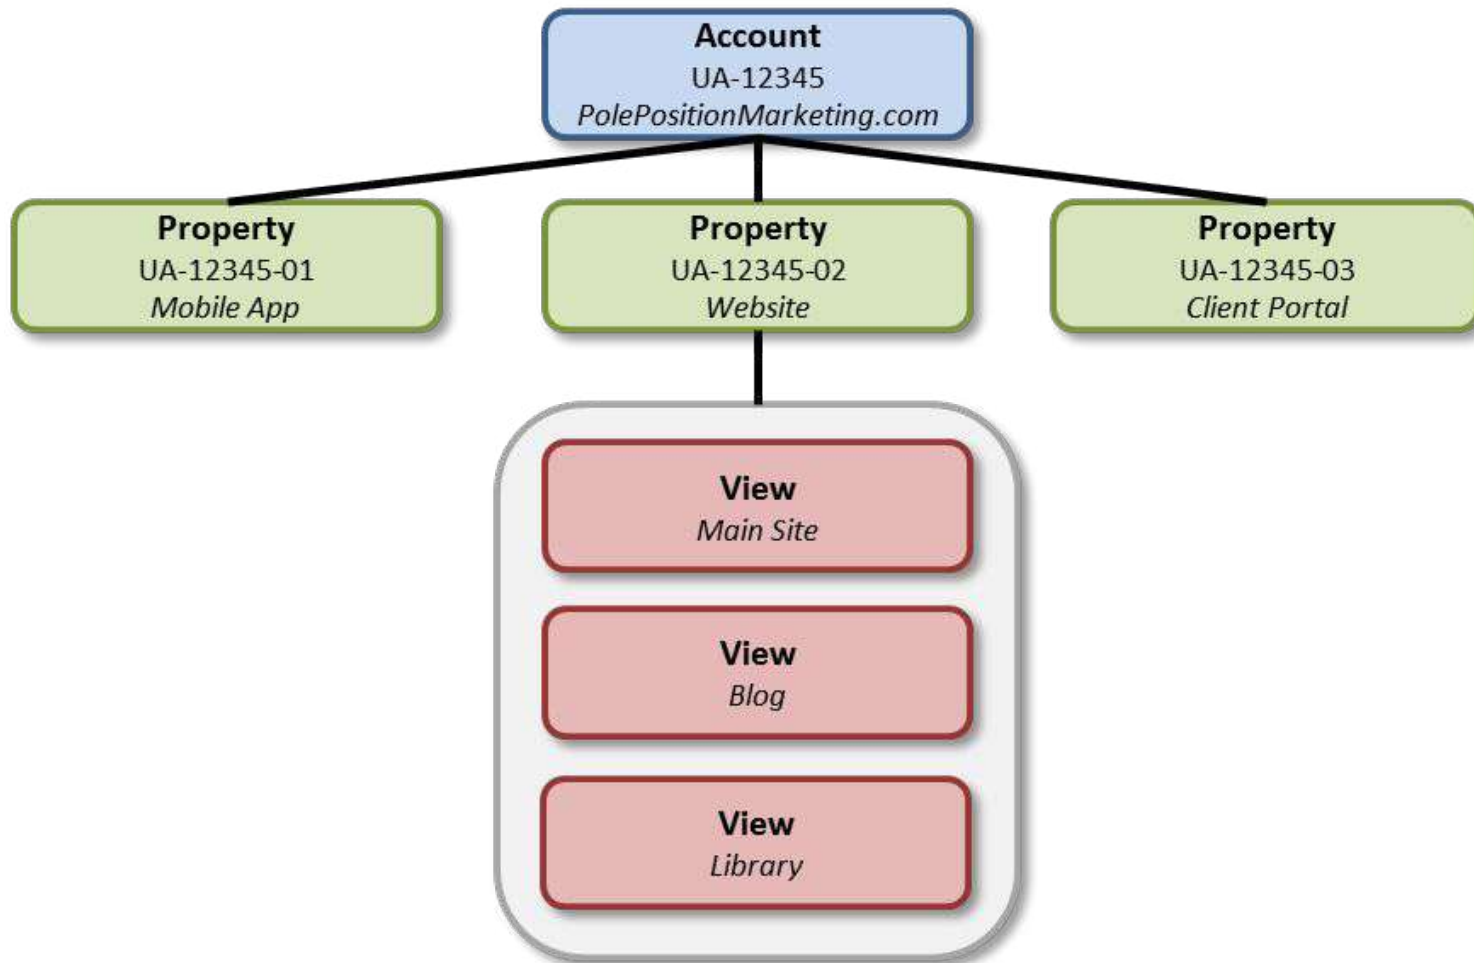 Account
UA-12345
PolePositionMarketing.com
Property
UA-12345-01
Mobile App
Property
UA-12345-02
Website
Property
UA-12345-03
Client Portal
View
Main Site
View
Blog
View
Library